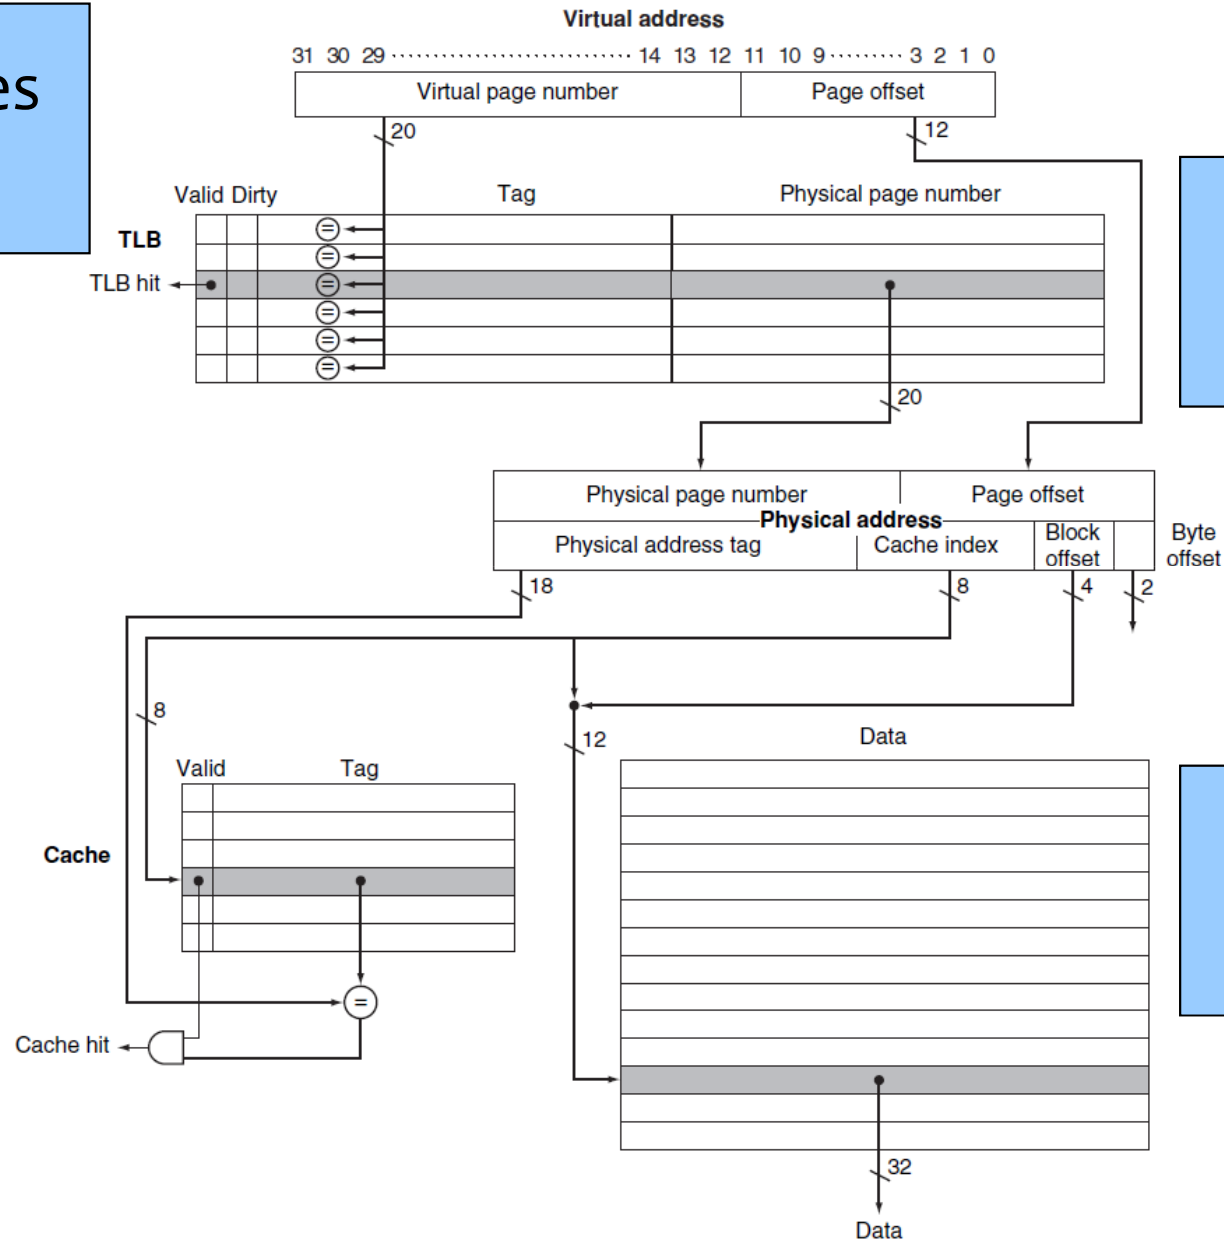 Virtual address
31 30 29 ........................... 14 13 12 11 10 9 ......... 3 2 1 0
es
Virtual page number Page offset
20 12
Valid Dirty Tag Physical page number
TLB
= 
=
TLB hit =
=
=
=
20
Physical page number Page offset
Physical address
Physical address tag Cache index Block offset Byte offset
18 8 4 2
8
12 Data
Valid Tag
Cache
=
Cache hit
32
Data